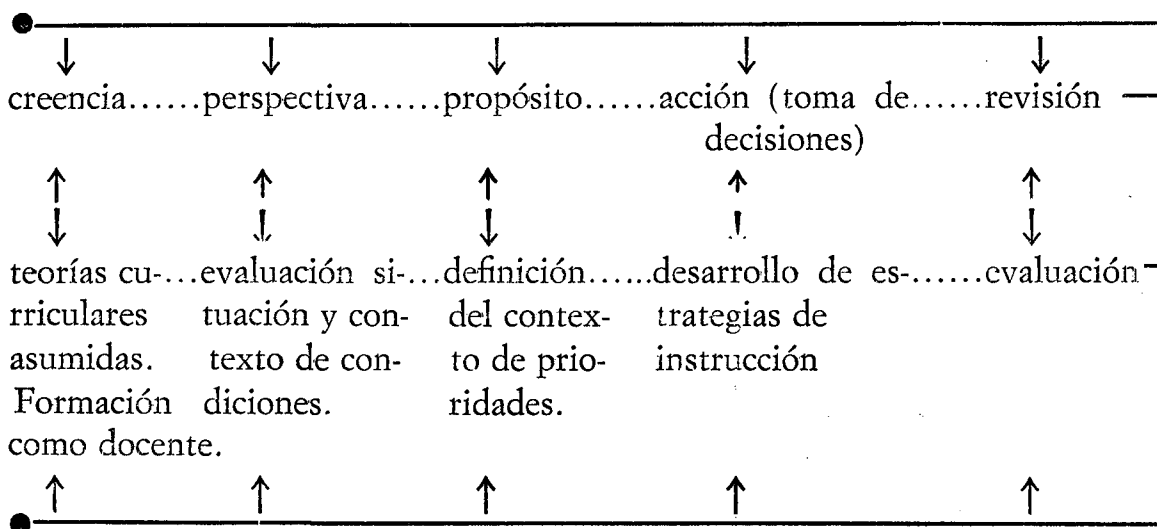 creencia......perspectiva......propósito......acción (toma de......revisión
decisiones)
teorías cu-...evaluación si-...definición......desarrollo de es-......evaluación
rriculares tuación y con- del contex- trategias de
asumidas. texto de con- to de prio- instrucción
Formación diciones. ridades.
como docente.